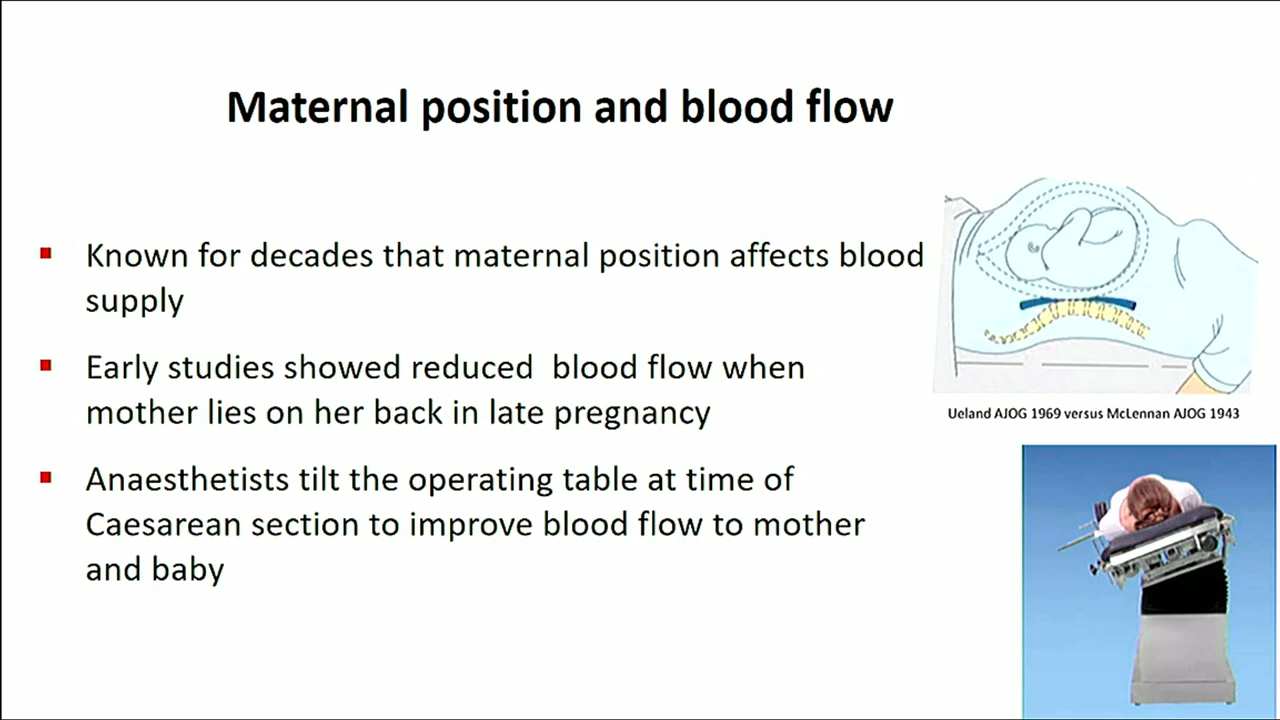 Maternal position and blood flow
Known for decades that maternal position affects blood
supply
Early studies showed reduced  blood flow when
mother lies on her back in late pregnancy
Anaesthetists tilt the operating table at time of
Caesarean section to improve blood flow to mother
and baby
Ueland AJOG 1969 versus McLennan AJOG 1943